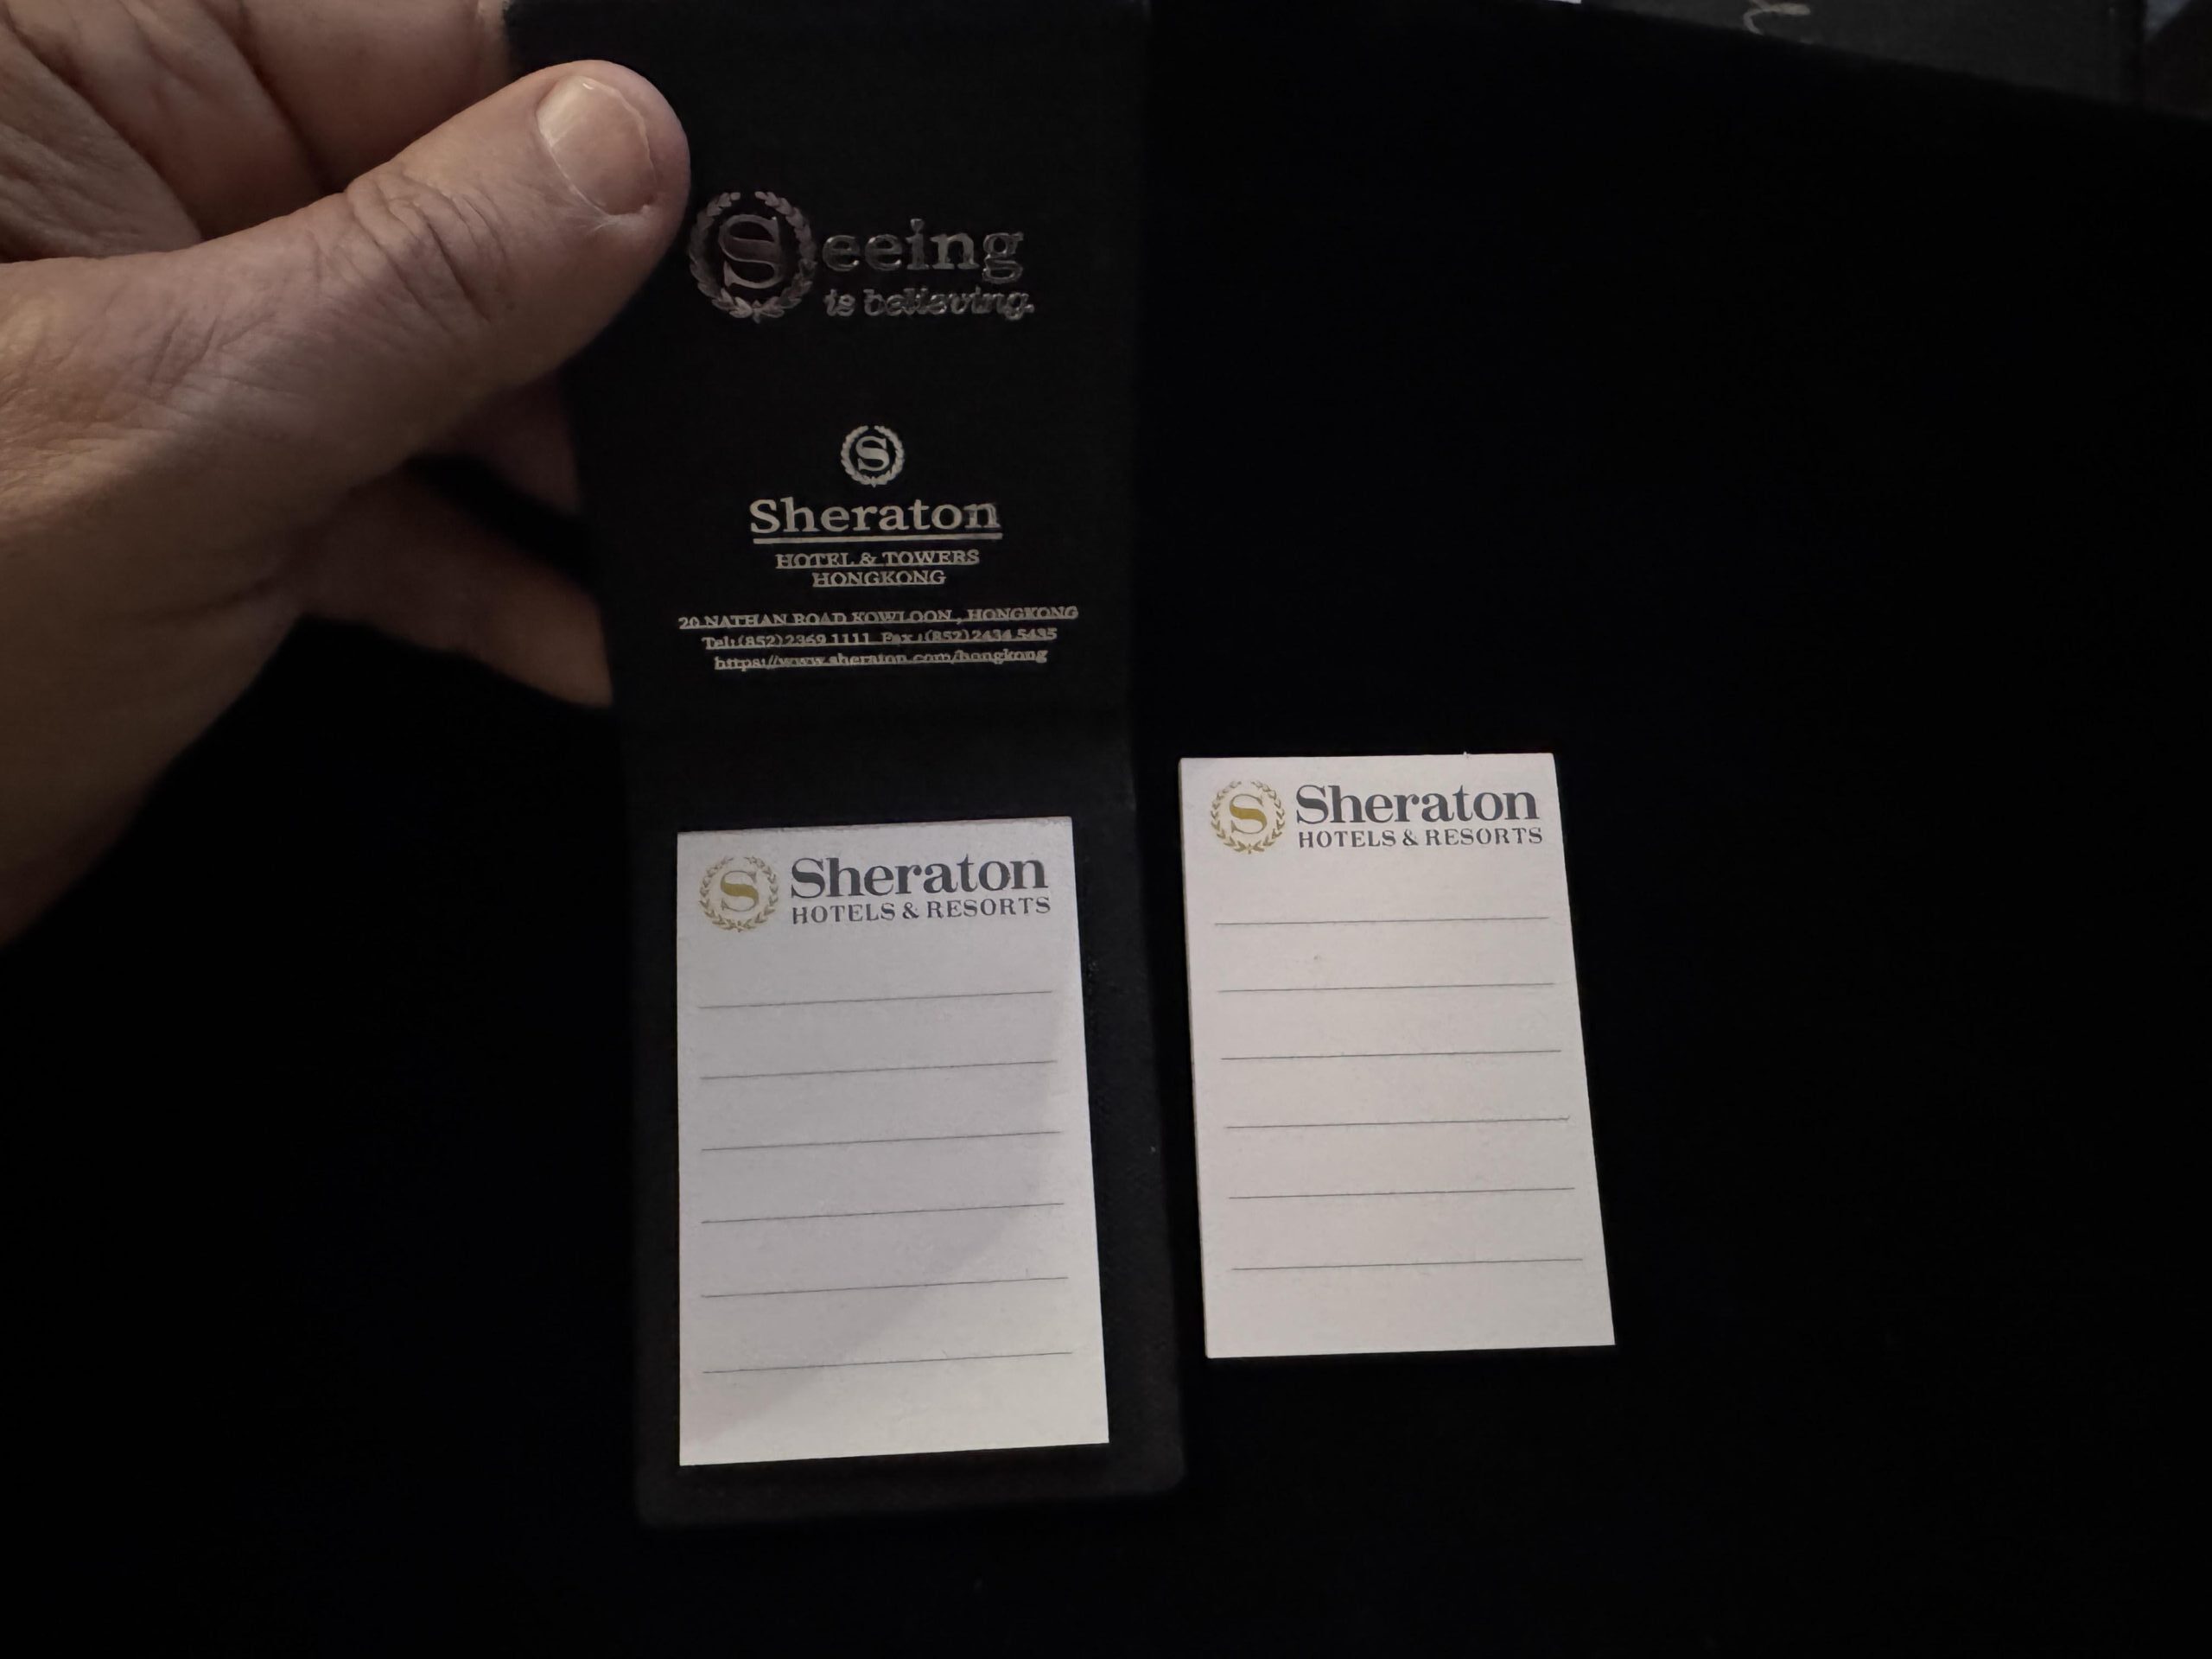 Seeing
is believing.
S
Sheraton
HOTEL & TOWERS
HONGKONG
20 NATHAN ROAD KOWLOON, HONGKONG
Tel:(852)2369 1111 Fax:(852)2434 5435
https://www.sheraton.com/hongkong
S Sheraton
HOTELS & RESORTS
S Sheraton
HOTELS & RESORTS